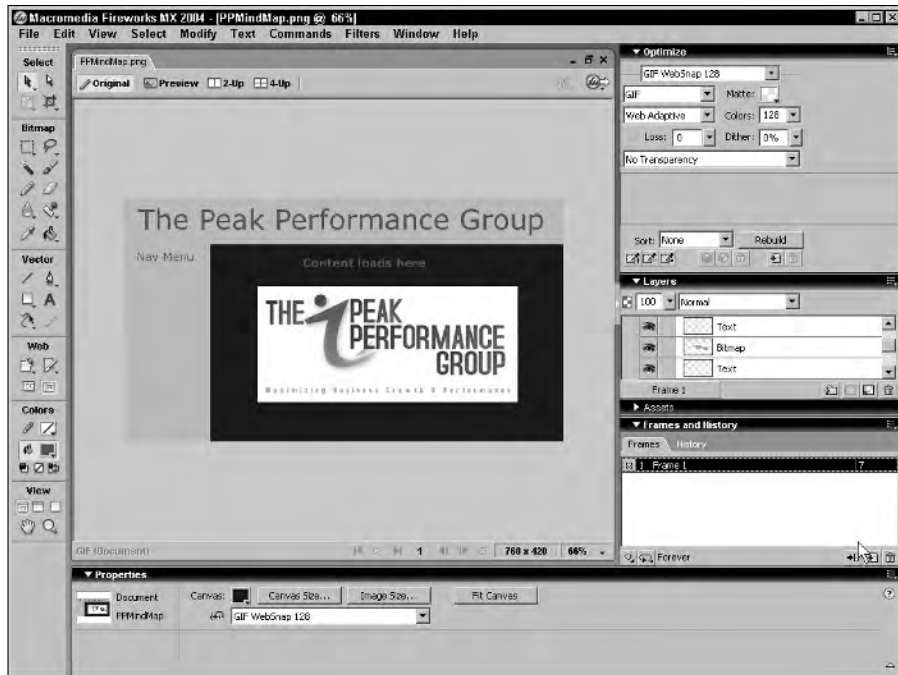 Macromedia Fireworks MX 2004 - [PPMindMap.png @ 66%]
File Edit View Select Modify Text Commands Filters Window Help
Select
Bitmap
Vector
A
Web
Colors
View
PPMindMap.png
Original Preview 2-Up 4-Up
The Peak Performance Group
Nav Menu
Content loads here
THE PEAK
PERFORMANCE
GROUP
Maximizing Business Growth & Performance
GIF (Document)
1
760 x 420
66%
Optimize
GIF WebSnap 128
GIF Matte:
Web Adaptive Colors: 128
Loss: 0 Dither: 0%
No Transparency
Sort: None Rebuild
Layers
100 Normal
Text
Bitmap
Text
Frame 1
Assets
Frames and History
Frames History
1 Frame 1 7
Forever
Properties
Document Canvas: Canvas Size... Image Size... Fit Canvas
PPMindMap GIF WebSnap 128